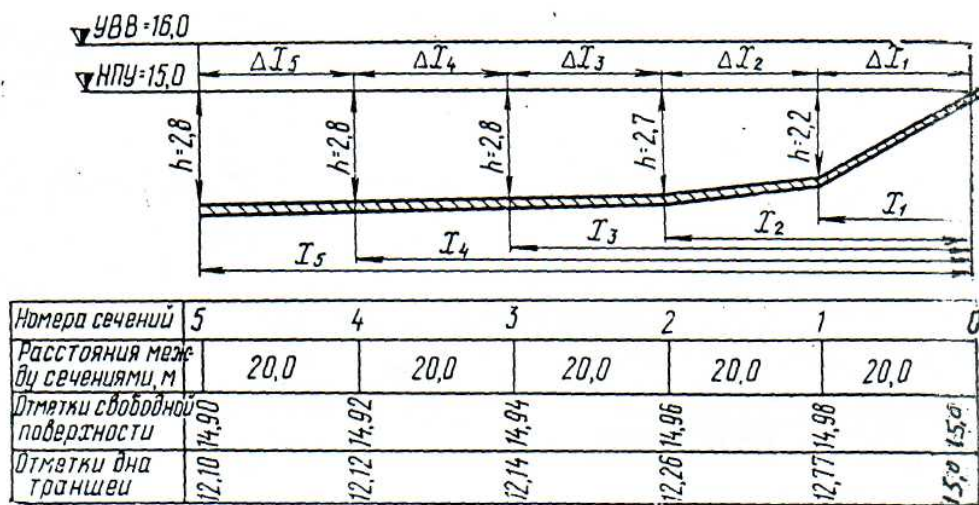 УВВ=16,0
НПУ=15,0
ΔI₅ ΔI₄ ΔI₃ ΔI₂ ΔI₁
h=2,8 h=2,8 h=2,8 h=2,7 h=2,2
I₁
I₂
I₃
I₄
I₅
Номера сечений 5 4 3 2 1 0
Расстояния меж-
ду сечениями, м 20,0 20,0 20,0 20,0 20,0
Отметки свободной
поверхности 14,90 14,92 14,94 14,96 14,98 15,0
Отметки дна
траншеи 12,10 12,12 12,14 12,26 12,77 15,0